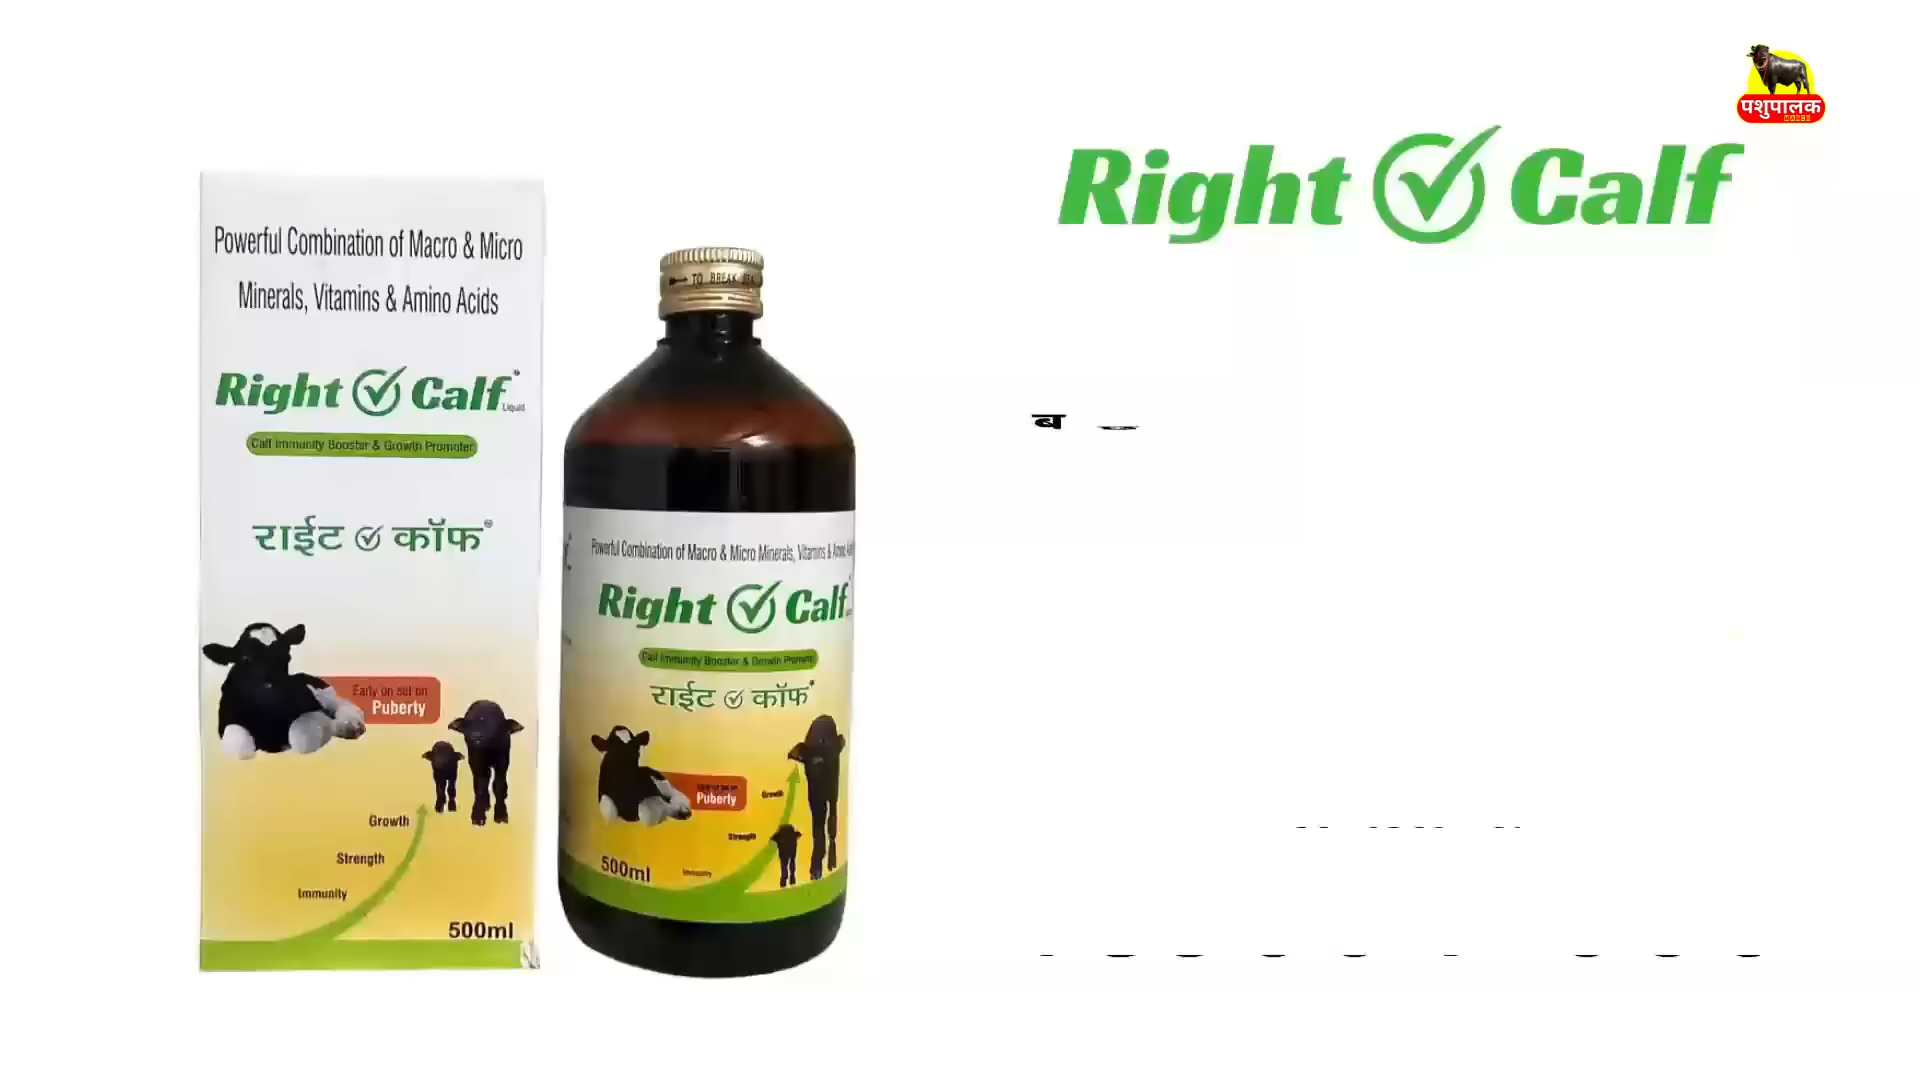 पशुपालक
Right Calf
Powerful Combination of Macro & Micro
Minerals, Vitamins & Amino Acids
Right Calf
Liquid
Calf Immunity Booster & Growth Promoter
राईट कॉफ
Early on set on
Puberty
Growth
Strength
Immunity
500ml
TO BREAK
Powerful Combination of Macro & Micro Minerals, Vitamins & Amino
Right Calf
Calf Immunity Booster & Growth Promoter
राईट कॉफ
Puberty
Growth
Strength
Immunity
500ml
ब